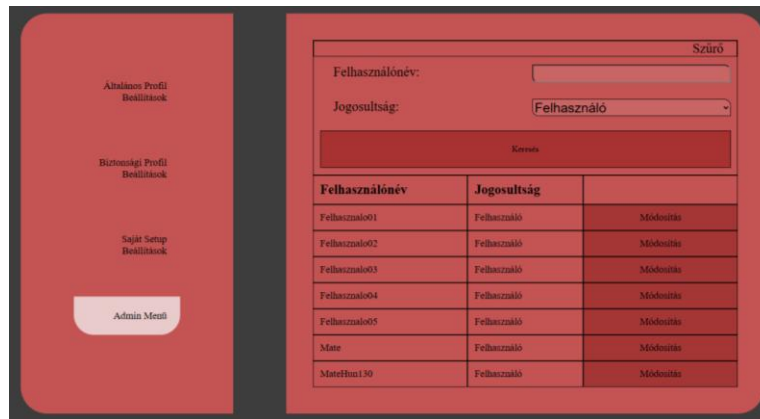 Általános Profil
Beállítások
Biztonsági Profil
Beállítások
Saját Setup
Beállítások
Admin Menü
Szűrő
Felhasználónév:
Jogosultság:
Felhasználó
Keresés
Felhasználónév Jogosultság
Felhasznalo01 Felhasználó Módosítás
Felhasznalo02 Felhasználó Módosítás
Felhasznalo03 Felhasználó Módosítás
Felhasznalo04 Felhasználó Módosítás
Felhasznalo05 Felhasználó Módosítás
Mate Felhasználó Módosítás
MateHun130 Felhasználó Módosítás